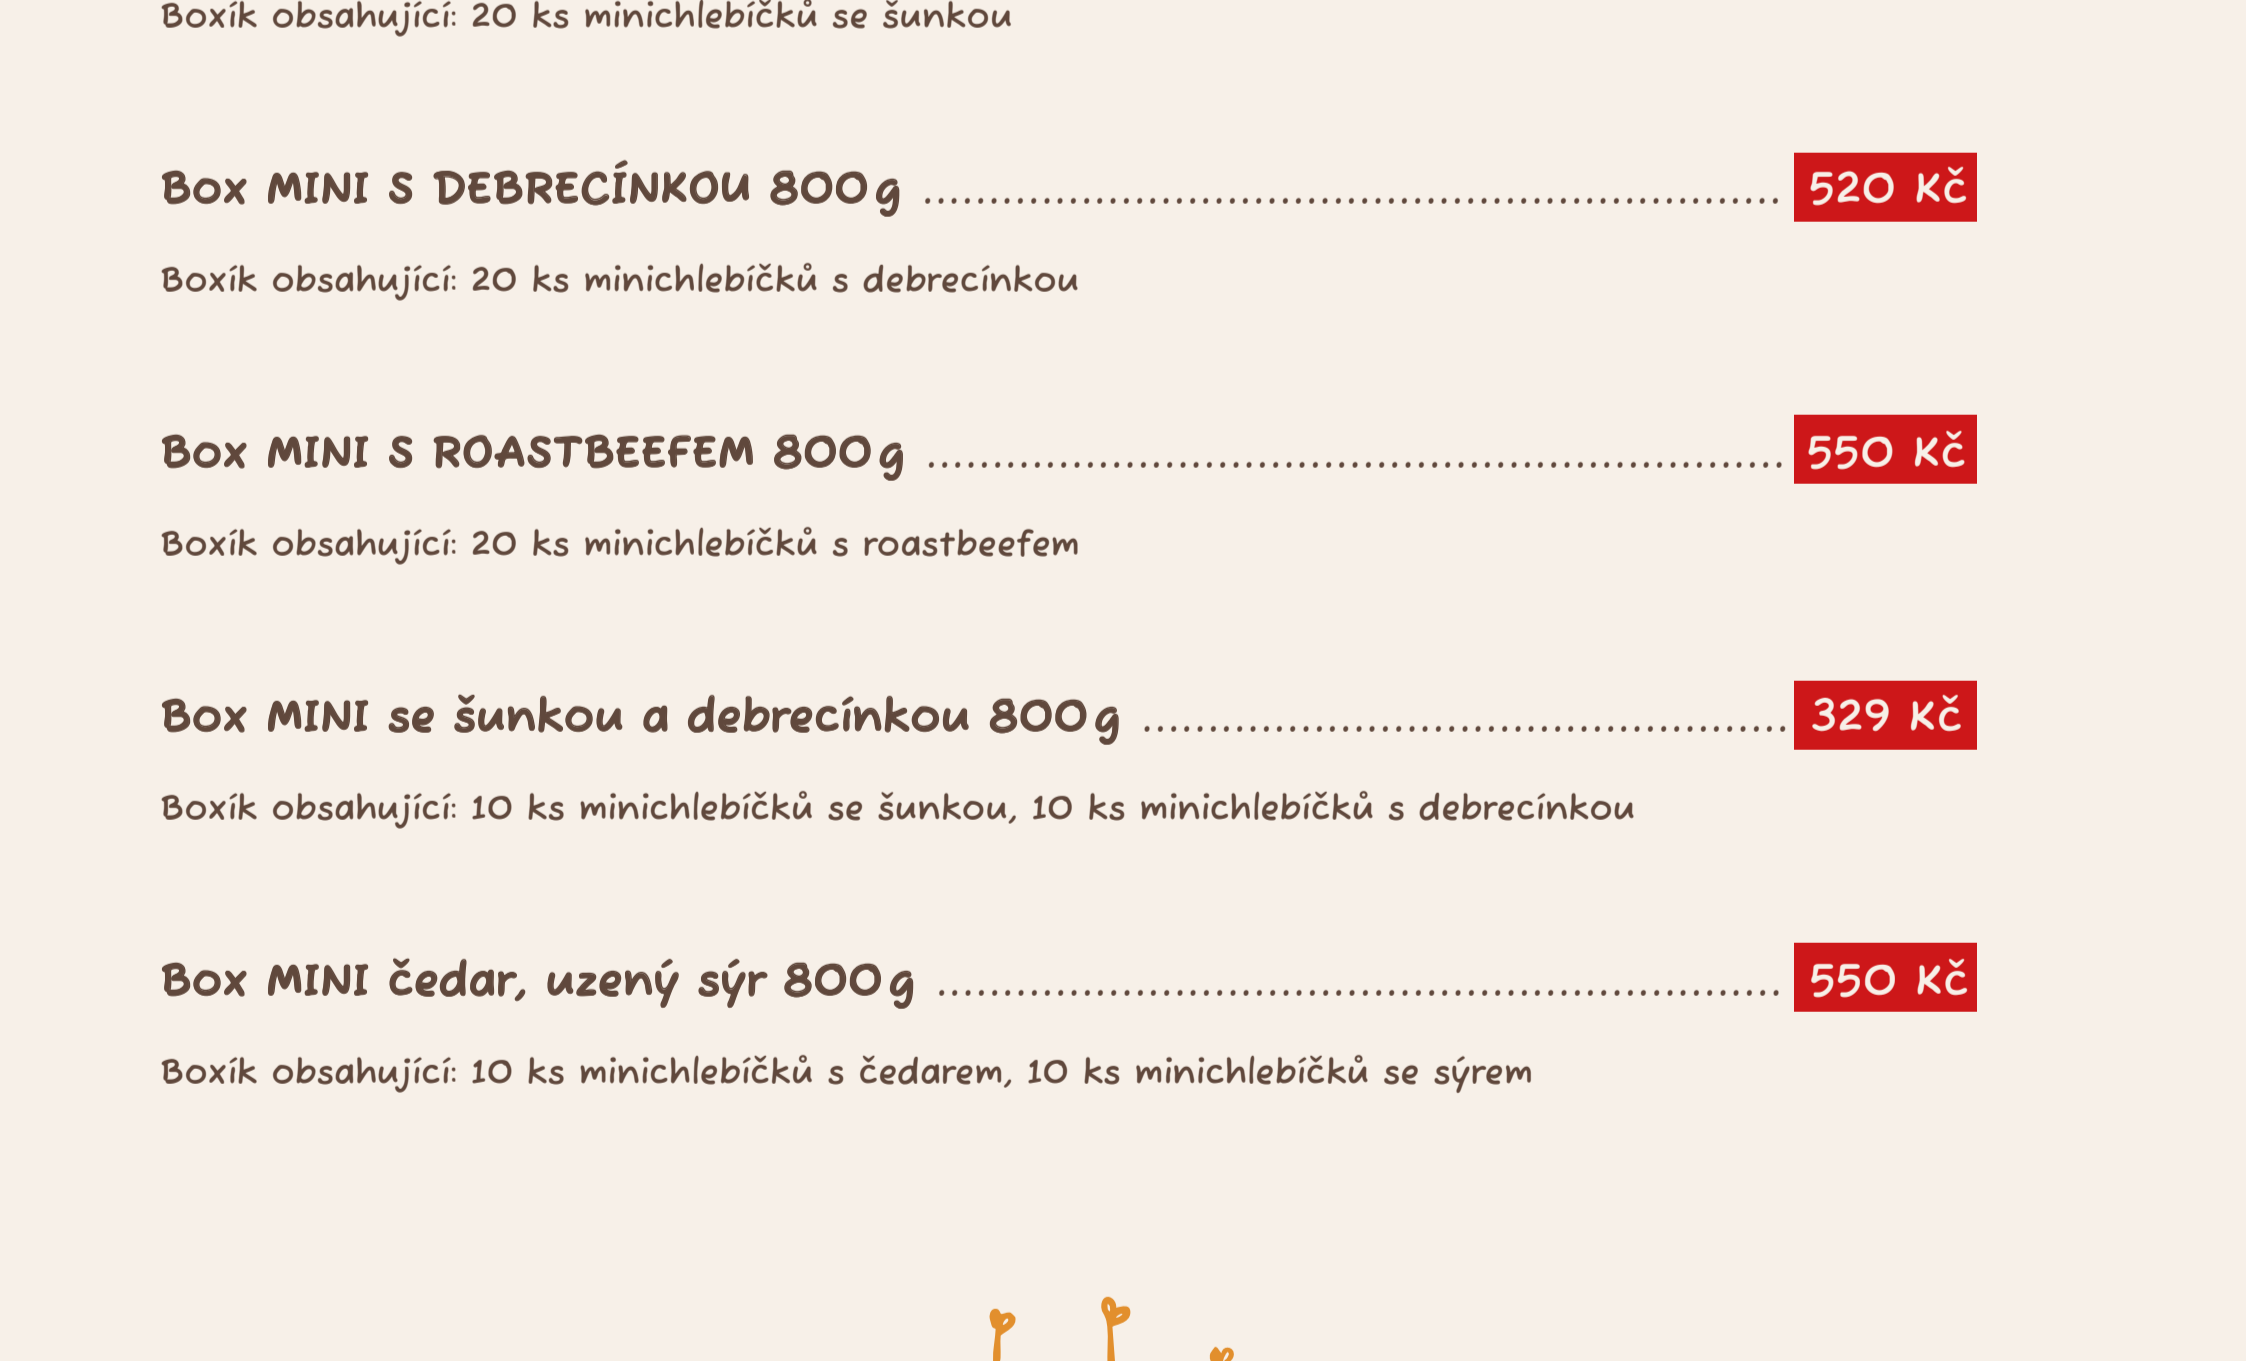 Boxík obsahující: 20 ks minichlebíčků se šunkou
Box MINI S DEBRECÍNKOU 800g ................................................................. 520 Kč
Boxík obsahující: 20 ks minichlebíčků s debrecínkou
Box MINI S ROASTBEEFEM 800g ................................................................. 550 Kč
Boxík obsahující: 20 ks minichlebíčků s roastbeefem
Box MINI se šunkou a debrecínkou 800g ................................................. 329 Kč
Boxík obsahující: 10 ks minichlebíčků se šunkou, 10 ks minichlebíčků s debrecínkou
Box MINI čedar, uzený sýr 800g ................................................................ 550 Kč
Boxík obsahující: 10 ks minichlebíčků s čedarem, 10 ks minichlebíčků se sýrem